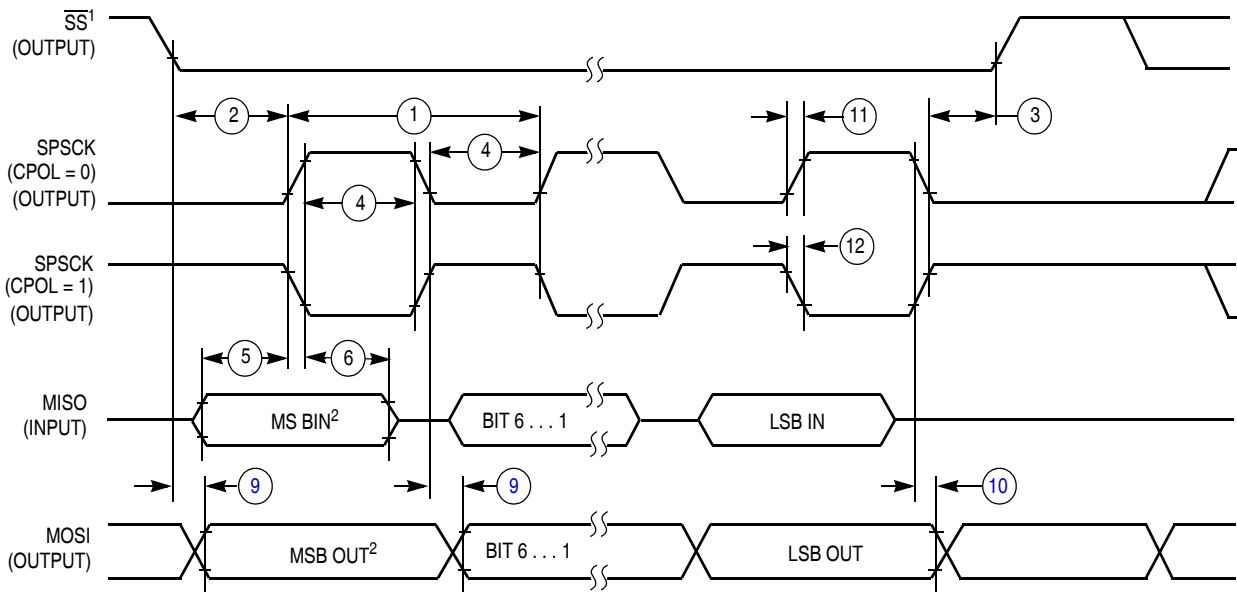 SS¹
(OUTPUT)
2
1
11
3
SPSCK
(CPOL = 0)
(OUTPUT)
4
4
SPSCK
(CPOL = 1)
(OUTPUT)
12
5
6
MISO
(INPUT)
MS BIN²
BIT 6 . . . 1
LSB IN
9
9
10
MOSI
(OUTPUT)
MSB OUT²
BIT 6 . . . 1
LSB OUT